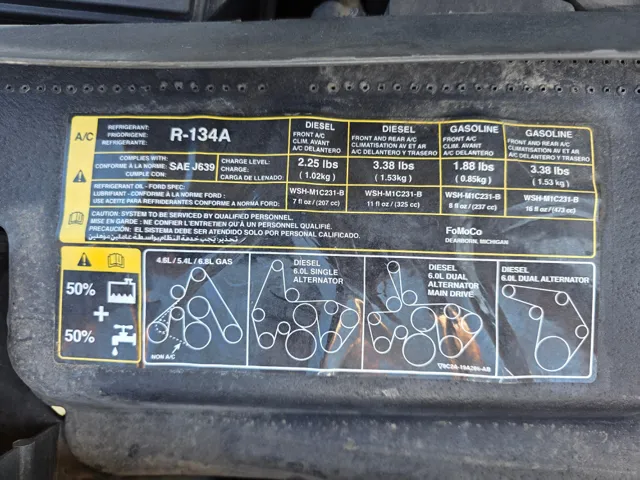 A/C
REFRIGERANT:
FRIGORIGÈNE:
REFRIGERANTE:
R-134A
DIESEL
FRONT A/C
CLIM. AVANT
A/C DELANTERO
DIESEL
FRONT AND REAR A/C
CLIMATISATION AV ET AR
A/C DELANTERO Y TRASERO
GASOLINE
FRONT A/C
CLIM. AVANT
A/C DELANTERO
GASOLINE
FRONT AND REAR A/C
CLIMATISATION AV ET AR
A/C DELANTERO Y TRASERO
COMPLIES WITH:
CONFORME À LA NORME:
CUMPLE CON:
SAE J639
CHARGE LEVEL:
CHARGE:
CARGA DE LLENADO:
2.25 lbs
(1.02kg)
3.38 lbs
(1.53kg)
1.88 lbs
(0.85kg)
3.38 lbs
(1.53 kg)
REFRIGERANT OIL - FORD SPEC:
LUBRIFIANT - CONFORME À LA NORME FORD:
USE ACEITE PARA REFRIGERANTES NORMA FORD:
WSH-M1C231-B
7 fl oz (207 cc)
WSH-M1C231-B
11 fl oz (325 cc)
WSH-M1C231-B
8 fl oz (237 cc)
WSH-M1C231-B
16 fl oz (473 cc)
CAUTION: SYSTEM TO BE SERVICED BY QUALIFIED PERSONNEL.
MISE EN GARDE: NE CONFIER L'ENTRETIEN QU'À UN PERSONNEL QUALIFIÉ.
PRECAUCIÓN: EL SISTEMA DEBE SER ATENDIDO SOLO POR PERSONAL CALIFICADO.
FoMoCo
DEARBORN, MICHIGAN
50%
+
50%
4.6L / 5.4L / 6.8L GAS
NON A/C
DIESEL
6.0L SINGLE
ALTERNATOR
DIESEL
6.0L DUAL
ALTERNATOR
MAIN DRIVE
DIESEL
6.0L DUAL ALTERNATOR